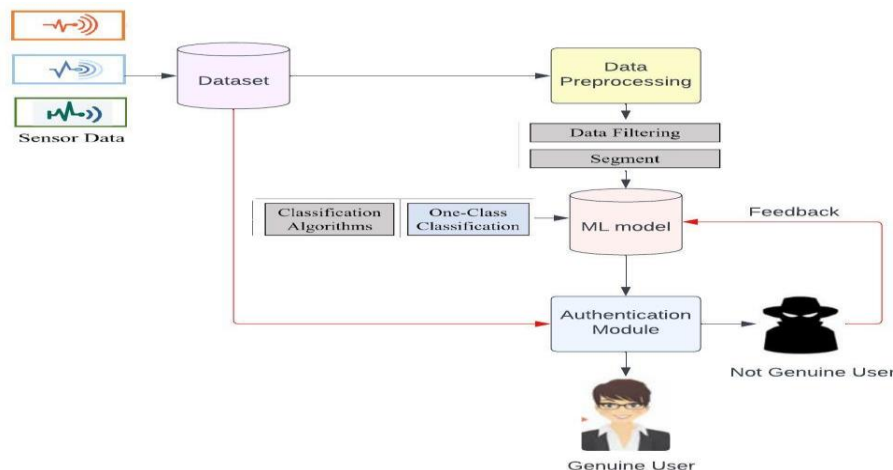 Sensor Data
Dataset
Data
Preprocessing
Data Filtering
Segment
Classification
Algorithms
One-Class
Classification
ML model
Feedback
Authentication
Module
Not Genuine User
Genuine User